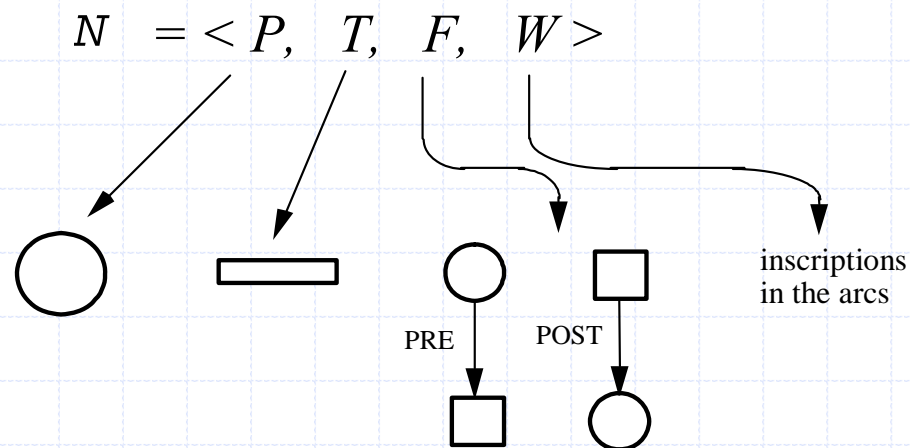 N = < P, T, F, W >
inscriptions
in the arcs
PRE
POST